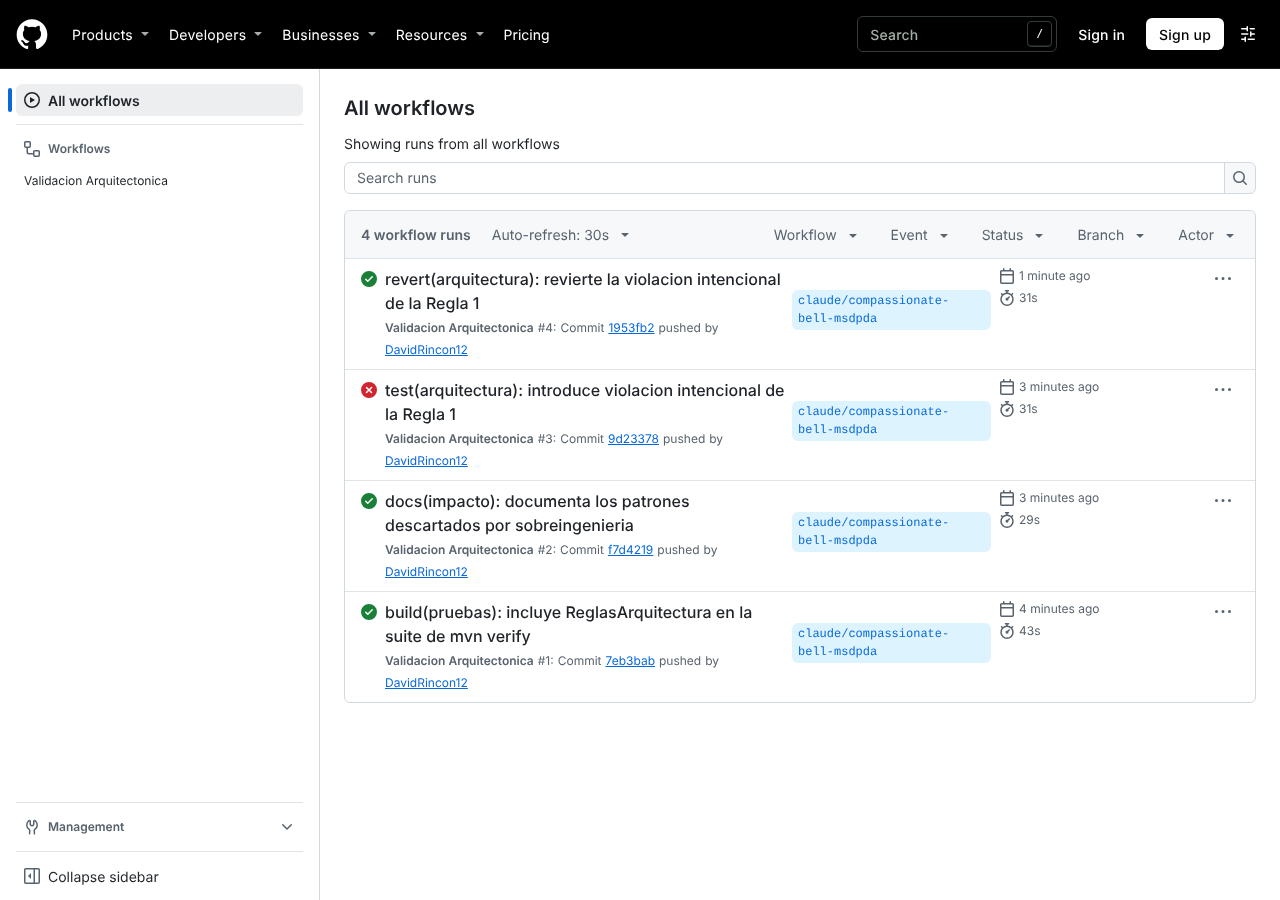 Products
Developers
Businesses
Resources
Pricing
Search
/
Sign in
Sign up
All workflows
Workflows
Validacion Arquitectonica
Management
Collapse sidebar
All workflows
Showing runs from all workflows
Search runs
4 workflow runs
Auto-refresh: 30s
Workflow
Event
Status
Branch
Actor
revert(arquitectura): revierte la violacion intencional
de la Regla 1
Validacion Arquitectonica #4: Commit 1953fb2 pushed by
DavidRincon12
claude/compassionate-
bell-msdpda
1 minute ago
31s
test(arquitectura): introduce violacion intencional de
la Regla 1
Validacion Arquitectonica #3: Commit 9d23378 pushed by
DavidRincon12
claude/compassionate-
bell-msdpda
3 minutes ago
31s
docs(impacto): documenta los patrones
descartados por sobreingenieria
Validacion Arquitectonica #2: Commit f7d4219 pushed by
DavidRincon12
claude/compassionate-
bell-msdpda
3 minutes ago
29s
build(pruebas): incluye ReglasArquitectura en la
suite de mvn verify
Validacion Arquitectonica #1: Commit 7eb3bab pushed by
DavidRincon12
claude/compassionate-
bell-msdpda
4 minutes ago
43s